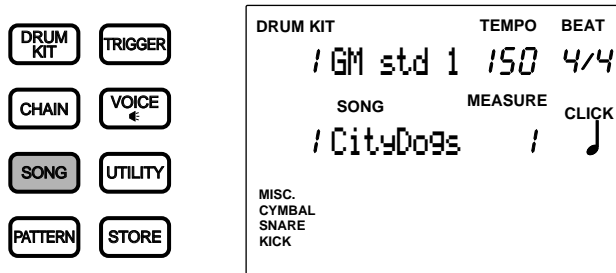 DRUM
KIT
TRIGGER
CHAIN
VOICE
SONG
UTILITY
PATTERN
STORE
DRUM KIT TEMPO BEAT
1 GM std 1 150 4/4
SONG MEASURE CLICK
1 CityDogs 1
MISC.
CYMBAL
SNARE
KICK